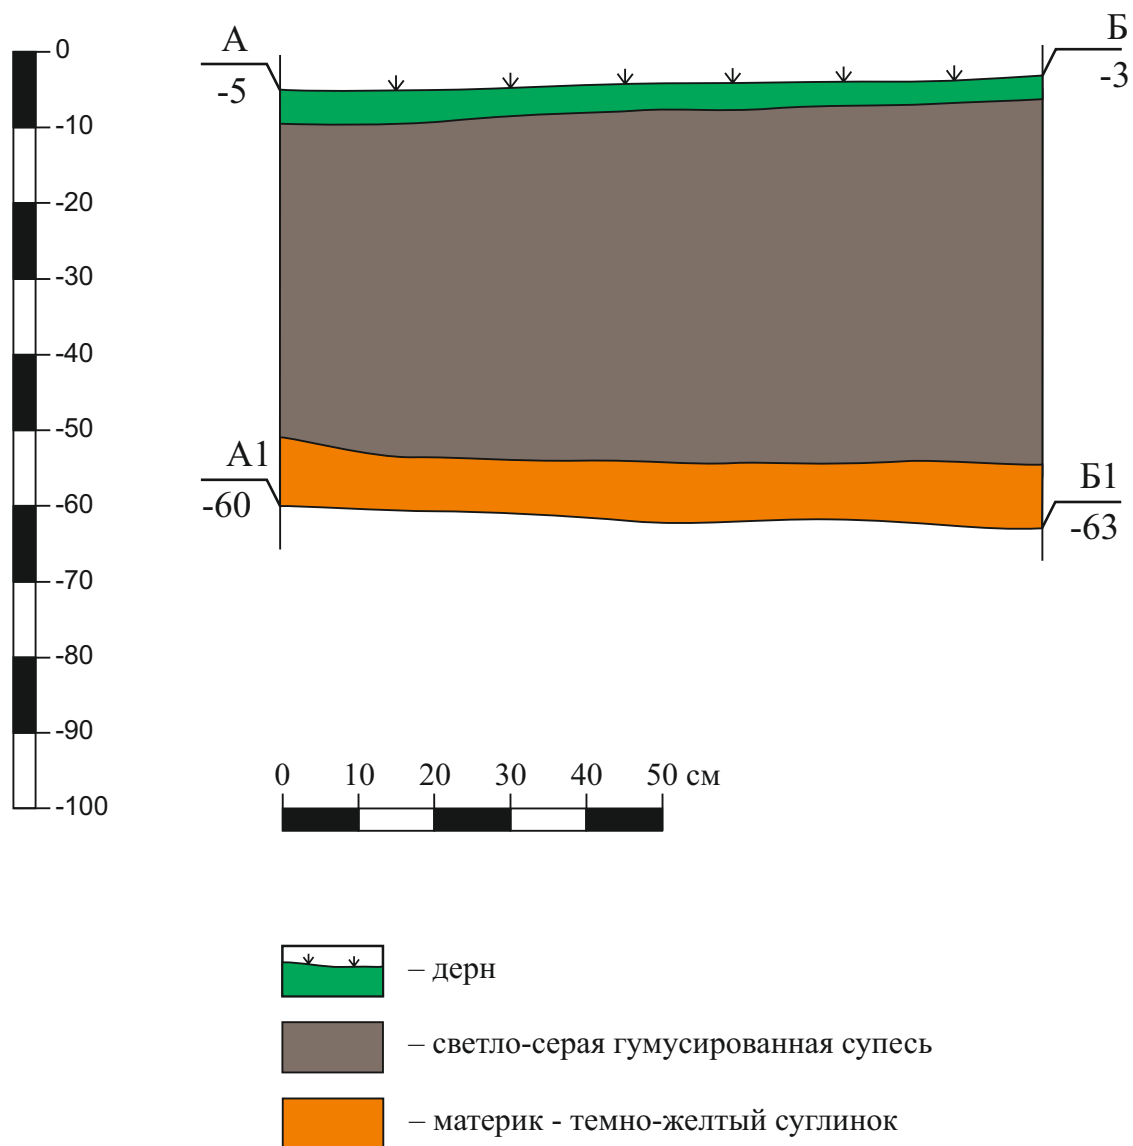 0
-10
-20
-30
-40
-50
-60
-70
-80
-90
-100
А
-5
Б
-3
А1
-60
Б1
-63
0 10 20 30 40 50 см
– дерн
– светло-серая гумусированная супесь
– материк - темно-желтый суглинок